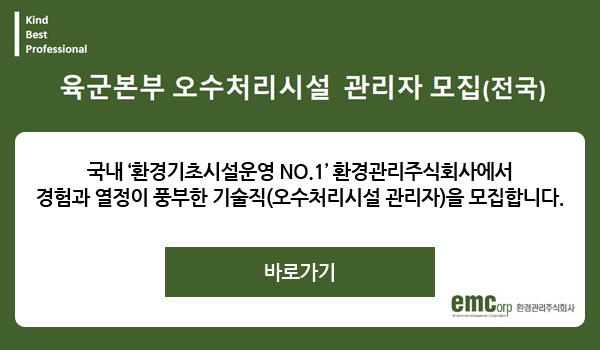 Kind
Best
Professional
육군본부 오수처리시설 관리자 모집(전국)
국내 ‘환경기초시설운영 NO.1’ 환경관리주식회사에서
경험과 열정이 풍부한 기술직(오수처리시설 관리자)을 모집합니다.
바로가기
emCorp 환경관리주식회사
Environment Management Corporation